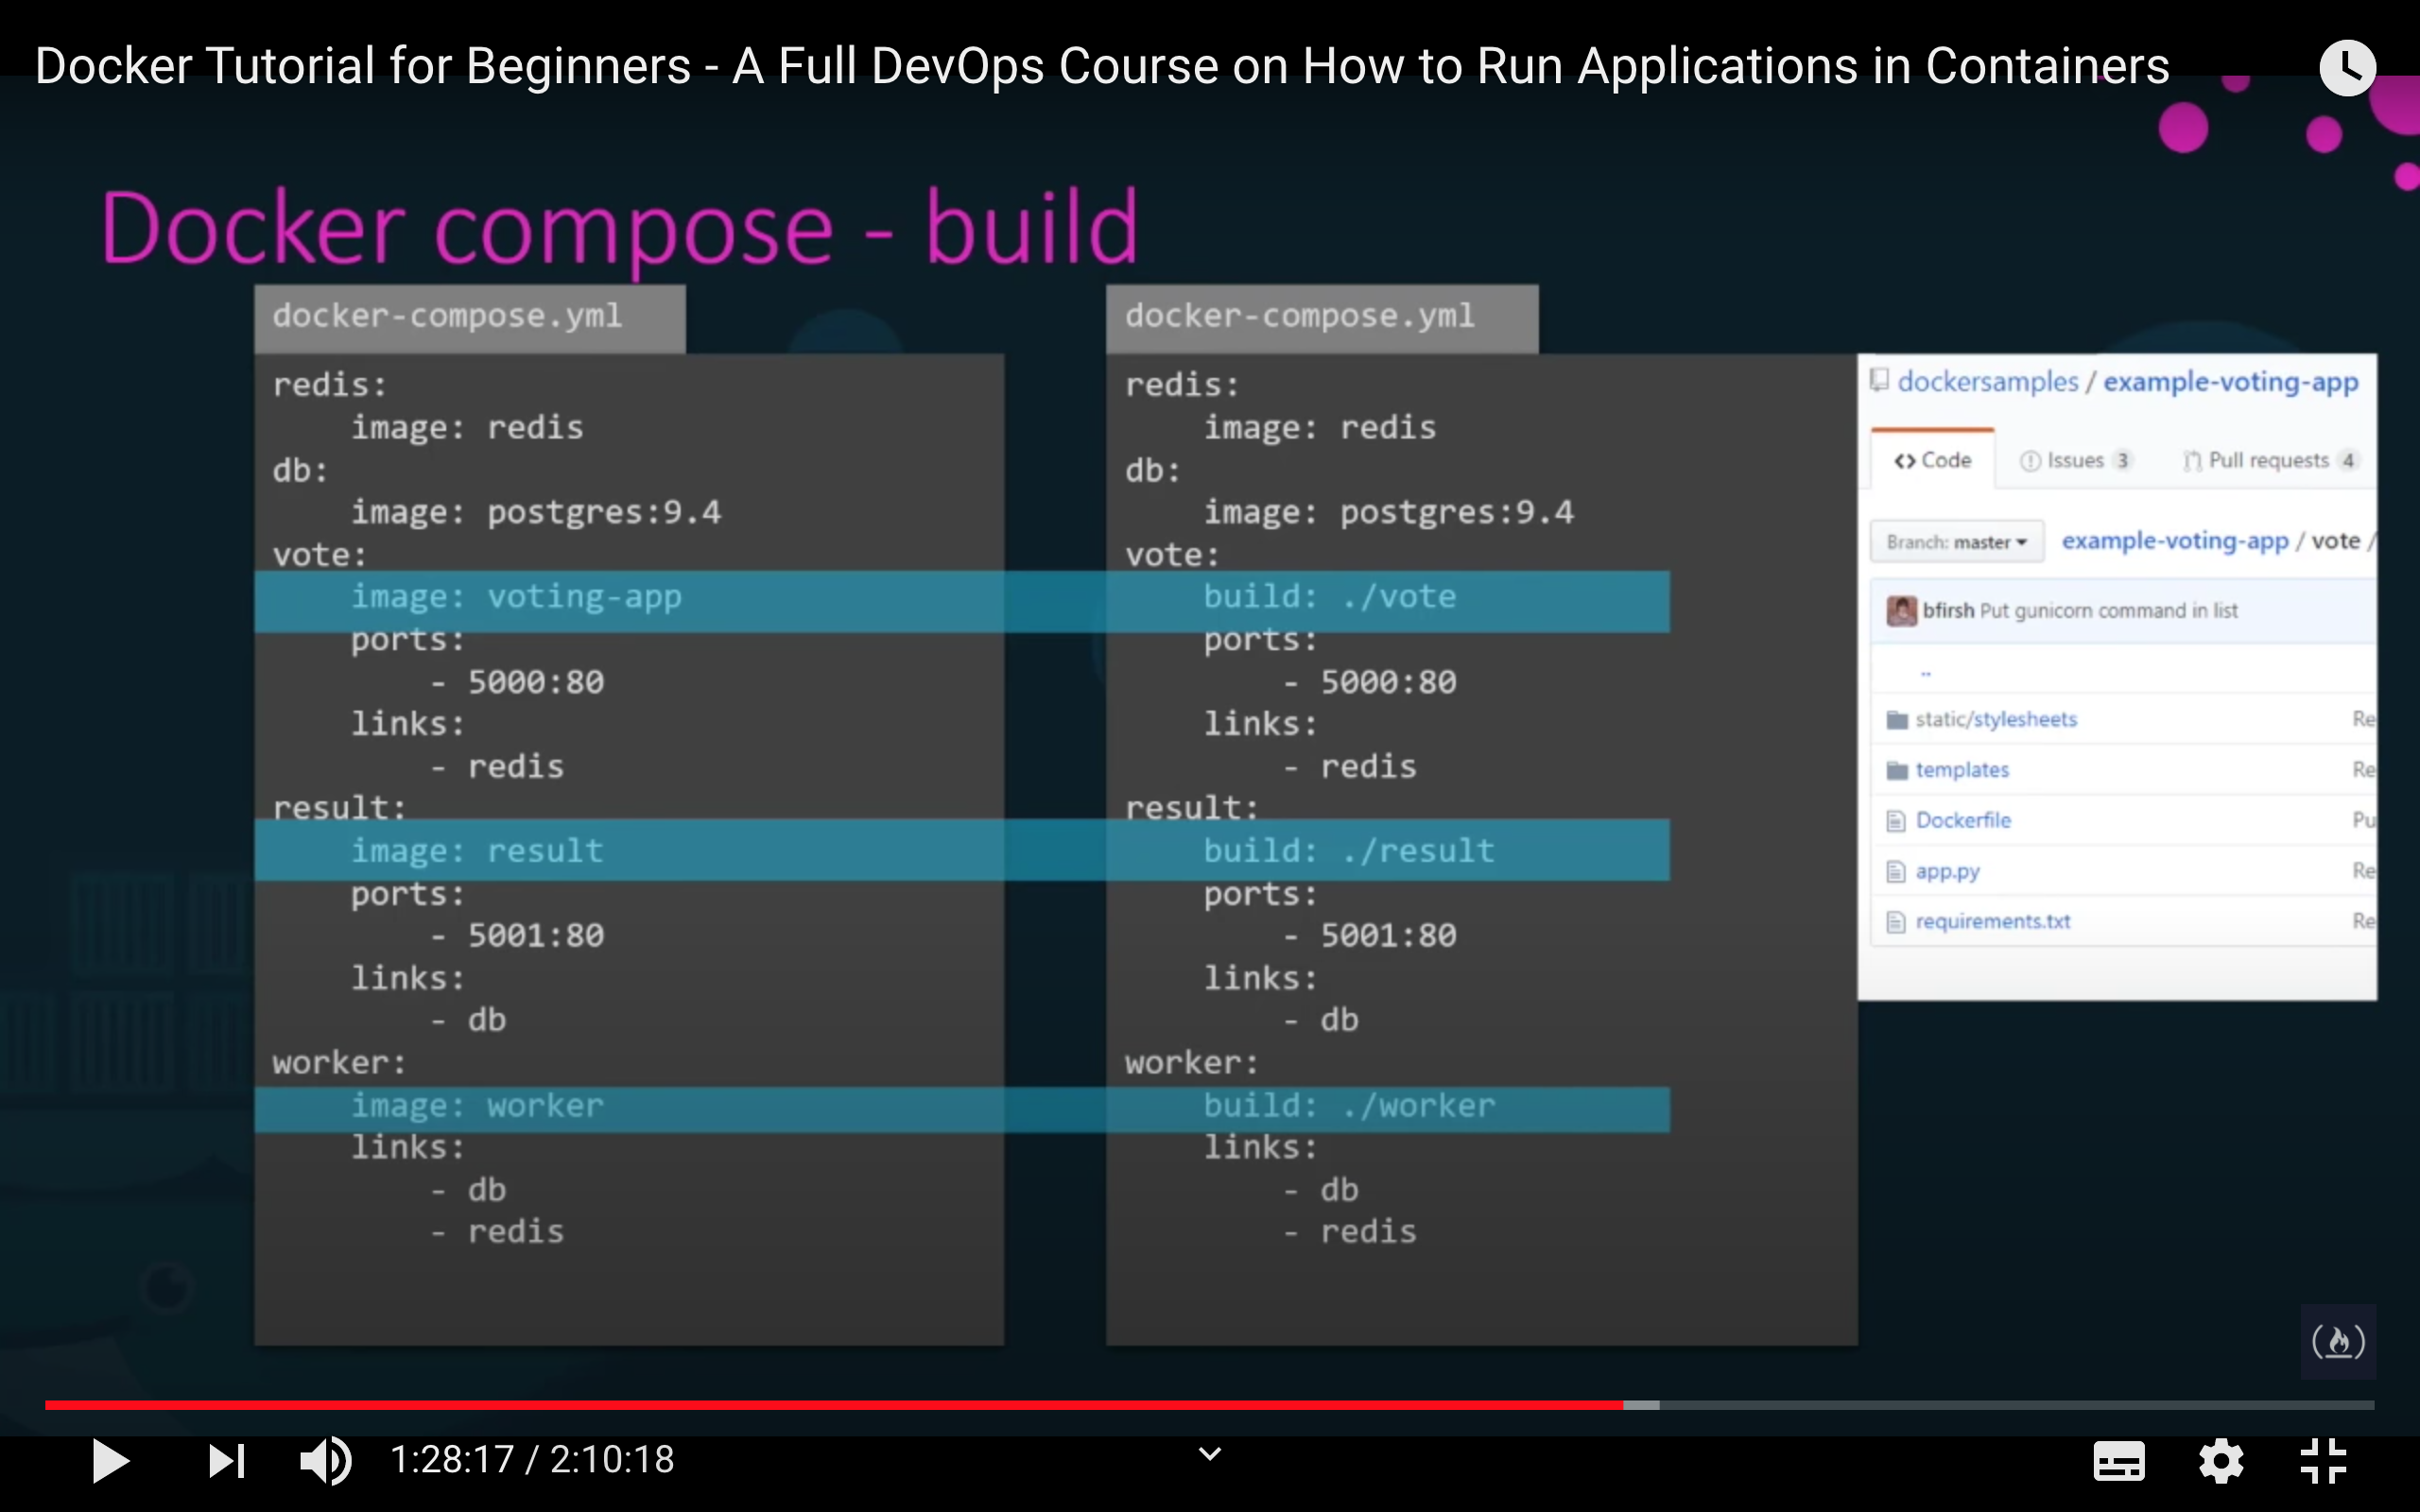 Docker Tutorial for Beginners - A Full DevOps Course on How to Run Applications in Containers
Docker compose - build
docker-compose.yml
redis:
image: redis
db:
image: postgres:9.4
vote:
image: voting-app
ports:
- 5000:80
links:
- redis
result:
image: result
ports:
- 5001:80
links:
- db
worker:
image: worker
links:
- db
- redis
docker-compose.yml
redis:
image: redis
db:
image: postgres:9.4
vote:
build: ./vote
ports:
- 5000:80
links:
- redis
result:
build: ./result
ports:
- 5001:80
links:
- db
worker:
build: ./worker
links:
- db
- redis
dockersamples / example-voting-app
<> Code Issues 3 Pull requests 4
Branch: master example-voting-app / vote /
bfirsh Put gunicorn command in list
..
static/stylesheets Re
templates Re
Dockerfile Pu
app.py Re
requirements.txt Re
1:28:17 / 2:10:18